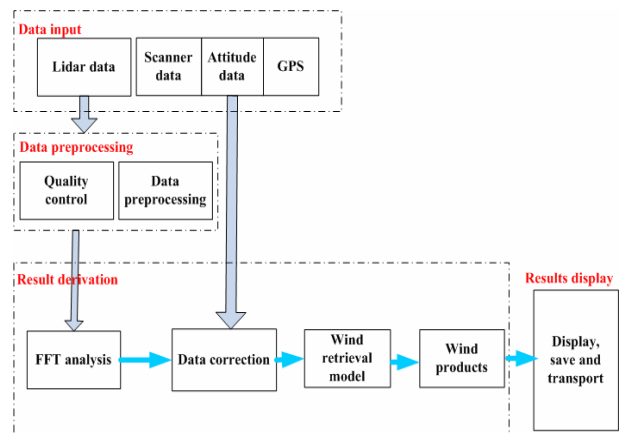 Data input
Lidar data
Scanner
data
Attitude
data
GPS
Data preprocessing
Quality
control
Data
preprocessing
Result derivation
FFT analysis
Data correction
Wind
retrieval
model
Wind
products
Results display
Display,
save and
transport